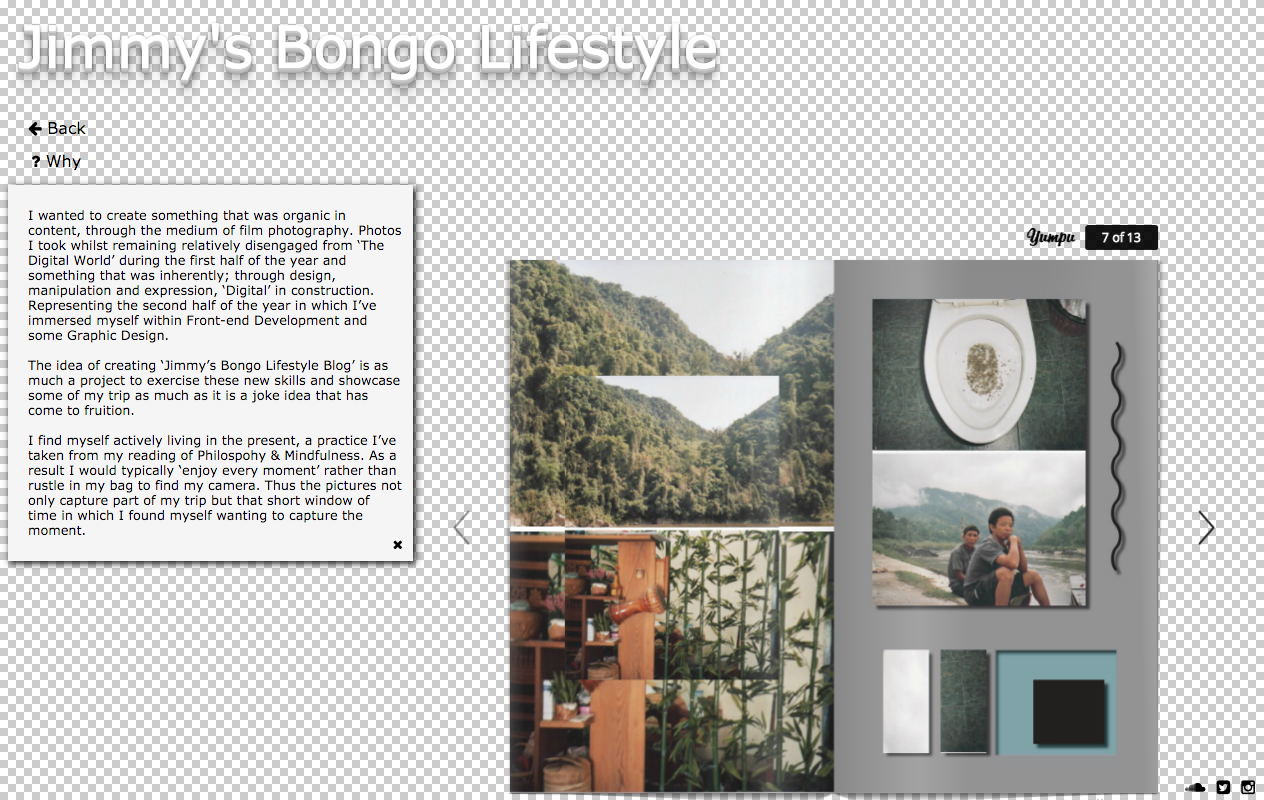 Jimmy's Bongo Lifestyle
Back
? Why
I wanted to create something that was organic in
content, through the medium of film photography. Photos
I took whilst remaining relatively disengaged from ‘The
Digital World’ during the first half of the year and
something that was inherently; through design,
manipulation and expression, ‘Digital’ in construction.
Representing the second half of the year in which I’ve
immersed myself within Front-end Development and
some Graphic Design.
The idea of creating ‘Jimmy’s Bongo Lifestyle Blog’ is as
much a project to exercise these new skills and showcase
some of my trip as much as it is a joke idea that has
come to fruition.
I find myself actively living in the present, a practice I’ve
taken from my reading of Philospohy & Mindfulness. As a
result I would typically ‘enjoy every moment’ rather than
rustle in my bag to find my camera. Thus the pictures not
only capture part of my trip but that short window of
time in which I found myself wanting to capture the
moment.
Yumpu 7 of 13